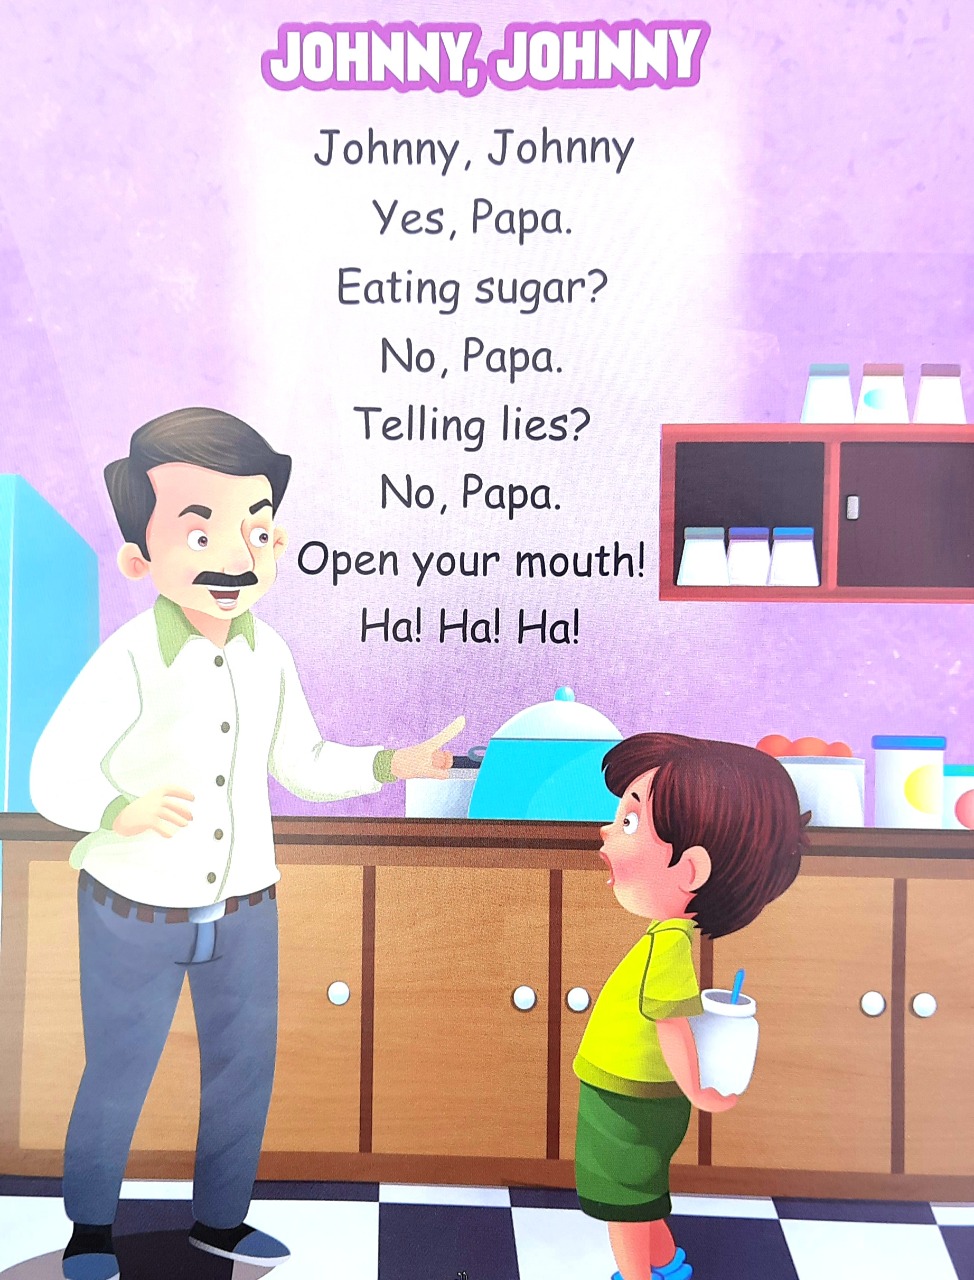 JOHNNY, JOHNNY
Johnny, Johnny
Yes, Papa.
Eating sugar?
No, Papa.
Telling lies?
No, Papa.
Open your mouth!
Ha! Ha! Ha!